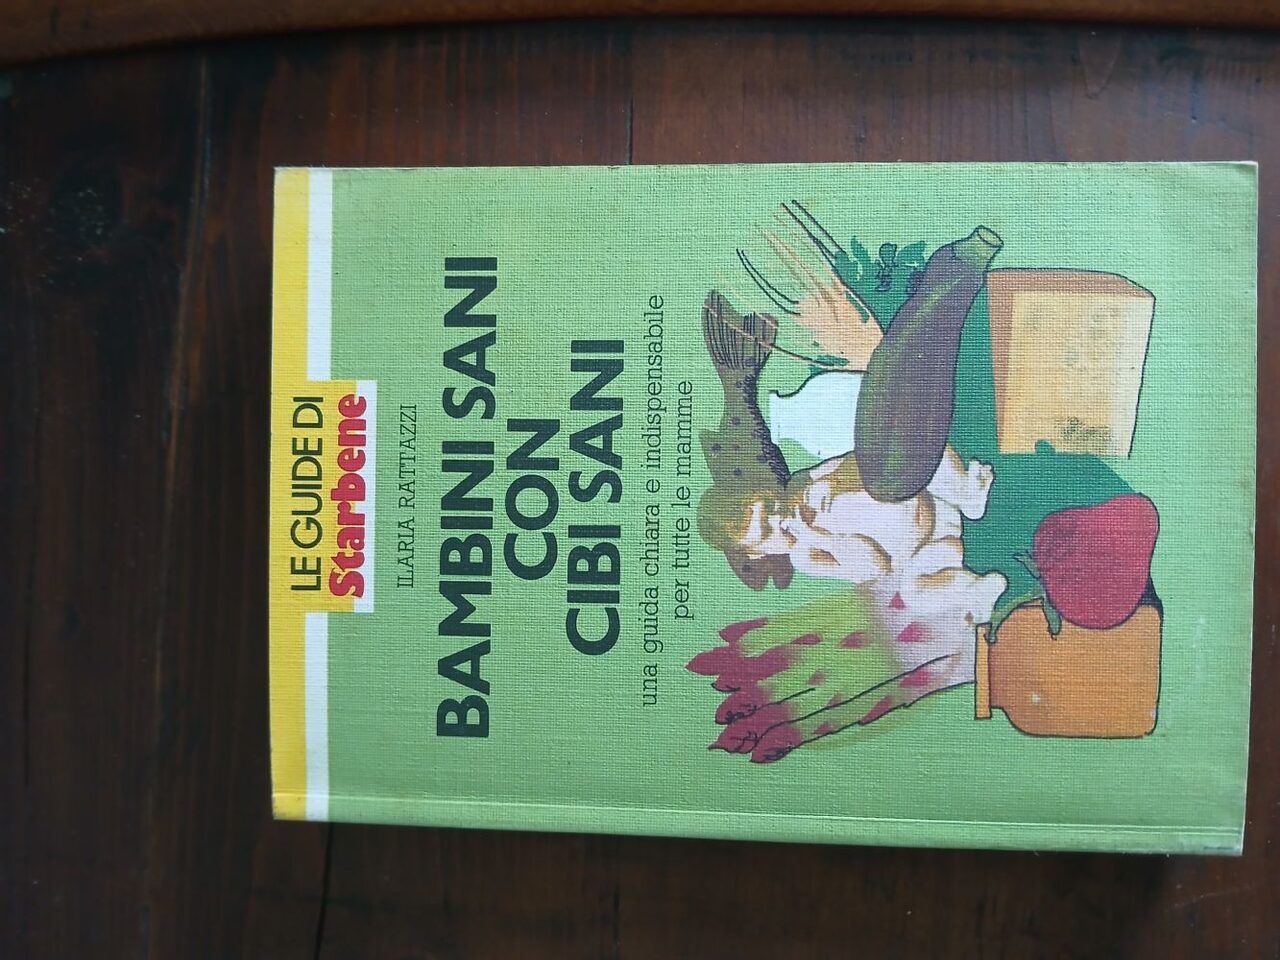 LE GUIDE DI
Starbene
ILARIA RATTAZZI
BAMBINI SANI
CON
CIBI SANI
una guida chiara e indispensabile
per tutte le mamme